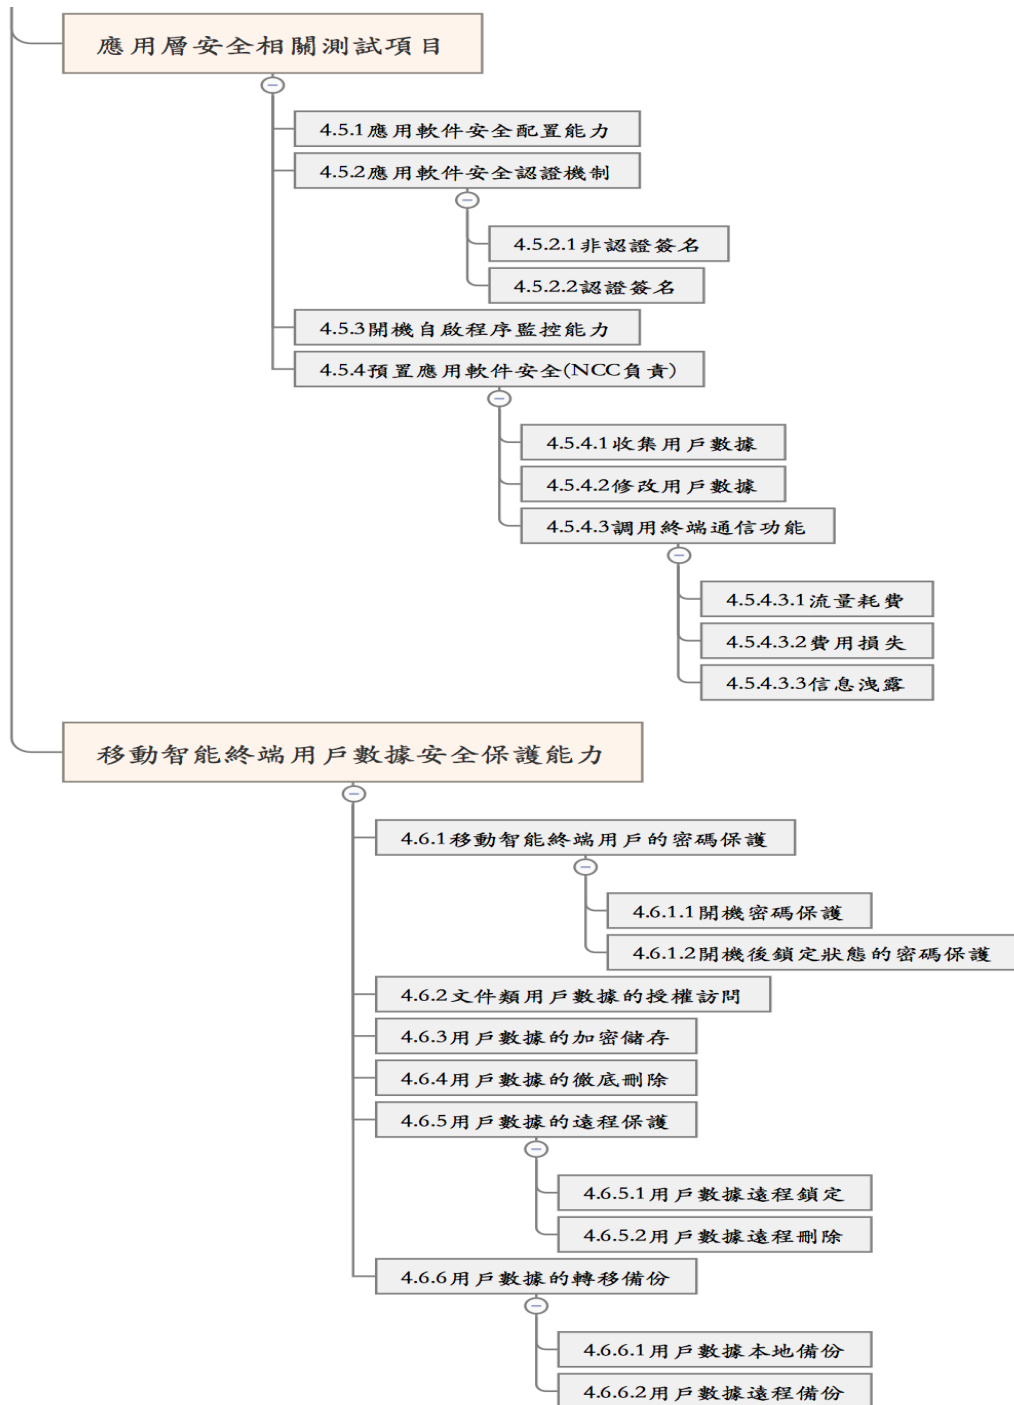 應用層安全相關測試項目
4.5.1應用軟件安全配置能力
4.5.2應用軟件安全認證機制
4.5.2.1非認證簽名
4.5.2.2認證簽名
4.5.3開機自啟程序監控能力
4.5.4預置應用軟件安全(NCC負責)
4.5.4.1收集用戶數據
4.5.4.2修改用戶數據
4.5.4.3調用終端通信功能
4.5.4.3.1流量耗費
4.5.4.3.2費用損失
4.5.4.3.3信息洩露
移動智能終端用戶數據安全保護能力
4.6.1移動智能終端用戶的密碼保護
4.6.1.1開機密碼保護
4.6.1.2開機後鎖定狀態的密碼保護
4.6.2文件類用戶數據的授權訪問
4.6.3用戶數據的加密儲存
4.6.4用戶數據的徹底刪除
4.6.5用戶數據的遠程保護
4.6.5.1用戶數據遠程鎖定
4.6.5.2用戶數據遠程刪除
4.6.6用戶數據的轉移備份
4.6.6.1用戶數據本地備份
4.6.6.2用戶數據遠程備份